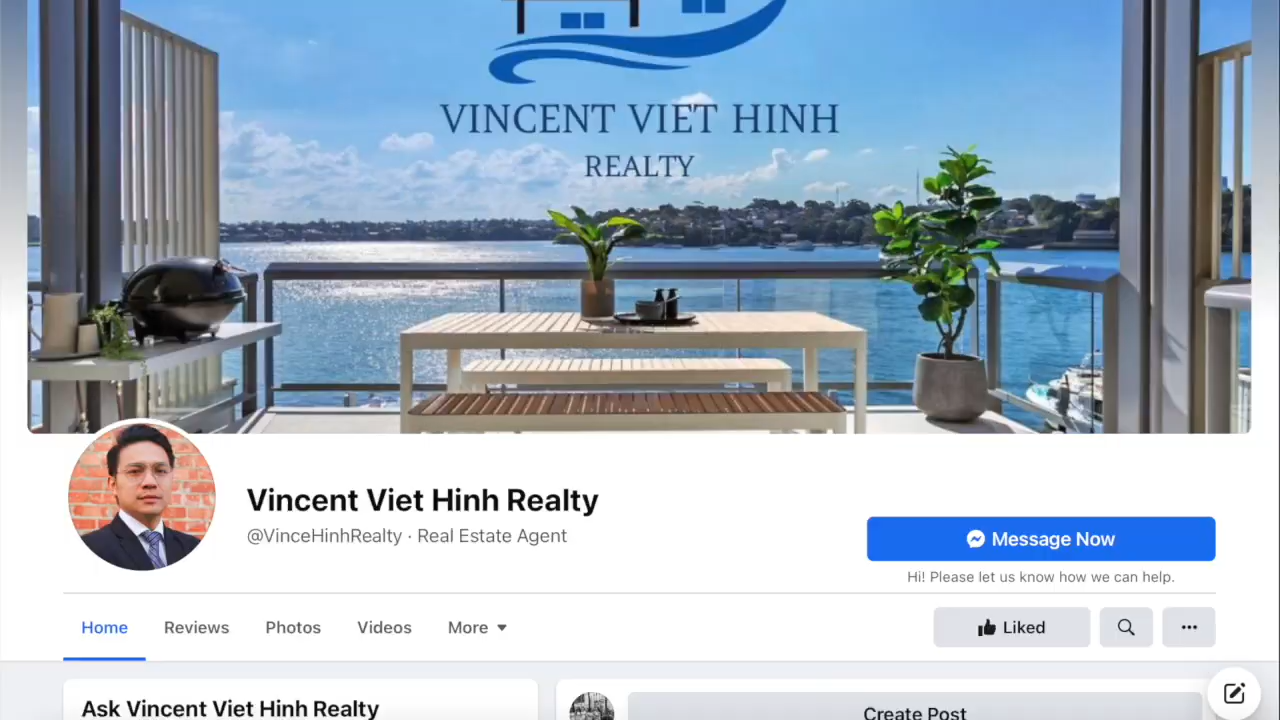 VINCENT VIET HINH
REALTY
Vincent Viet Hinh Realty
@VinceHinhRealty · Real Estate Agent
Message Now
Hi! Please let us know how we can help.
Home
Reviews
Photos
Videos
More
Liked
Ask Vincent Viet Hinh Realty
Create Post